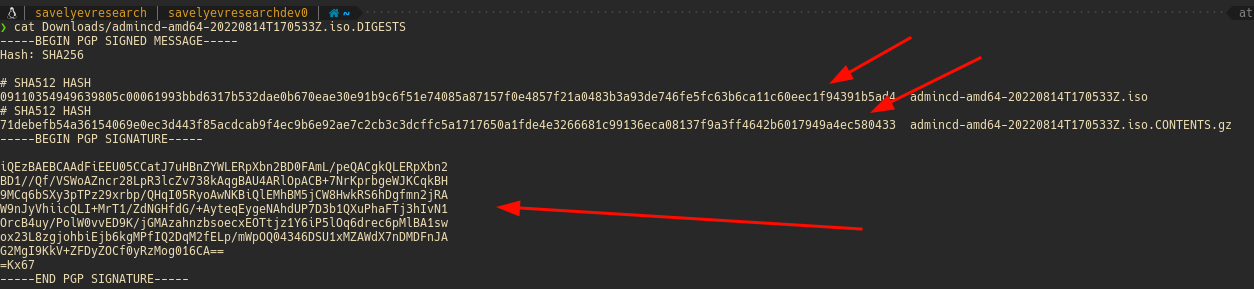 savelyevresearch | savelyevresearchdev0 | ~ at
❯ cat Downloads/admincd-amd64-20220814T170533Z.iso.DIGESTS
-----BEGIN PGP SIGNED MESSAGE-----
Hash: SHA256
# SHA512 HASH
09110354949639805c00061993bbd6317b532dae0b670eae30e91b9c6f51e74085a87157f0e4857f21a0483b3a93de746fe5fc63b6ca11c60eec1f94391b5ad4  admincd-amd64-20220814T170533Z.iso
# SHA512 HASH
71debefb54a36154069e0ec3d443f85acdcab9f4ec9b6e92ae7c2cb3c3dcffc5a1717650a1fde4e3266681c99136eca08137f9a3ff4642b6017949a4ec580433  admincd-amd64-20220814T170533Z.iso.CONTENTS.gz
-----BEGIN PGP SIGNATURE-----
iQEzBAEBCAAdFiEEU05CCatJ7uHBnZYWLERpXbn2BD0FAmL/peQACgkQLERpXbn2
BD1//Qf/VSWoAZncr28LpR3lcZv738kAqgBAU4ARlOpACB+7NrKprbgeWJKCqkBH
9MCq6bSXy3pTPz29xrbp/QHqI05RyoAwNKBiQlEMhBM5jCW8HwkRS6hDgfmn2jRA
W9nJyVhiicQLI+MrT1/ZdNGHfdG/+AyteqEygeNAhdUP7D3b1QXuPhaFTj3hIvN1
OrcB4uy/PolW0vvED9K/jGMAzahnzbsoecxEOTtjz1Y6iP5lOq6drec6pMlBA1sw
ox23L8zgjohbiEjb6kgMPfIQ2DqM2fELp/mWpOQ04346DSU1xMZAWdX7nDMDFnJA
G2MgI9KkV+ZFDyZOCf0yRzMog016CA==
=Kx67
-----END PGP SIGNATURE-----